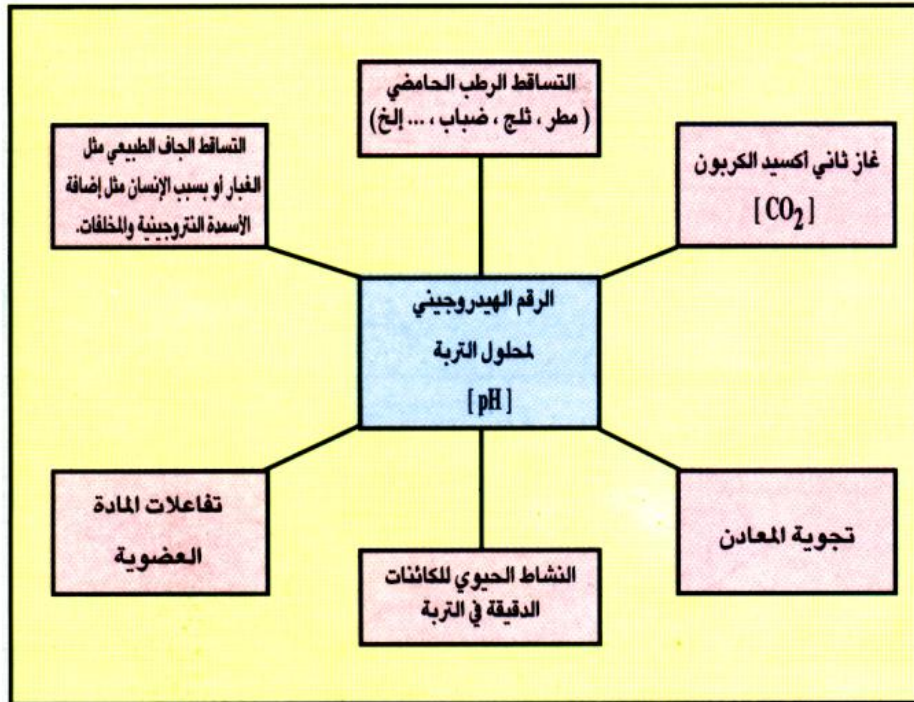 التساقط الرطب الحامضي
( مطر ، ثلج ، ضباب ، ... إلخ)
غاز ثاني أكسيد الكربون
[ CO₂ ]
التساقط الجاف الطبيعي مثل
الغبار أو بسبب الإنسان مثل إضافة
الأسمدة النتروجينية والمخلفات.
الرقم الهيدروجيني
لمحلول التربة
[ pH ]
تجوية المعادن
النشاط الحيوي للكائنات
الدقيقة في التربة
تفاعلات المادة
العضوية